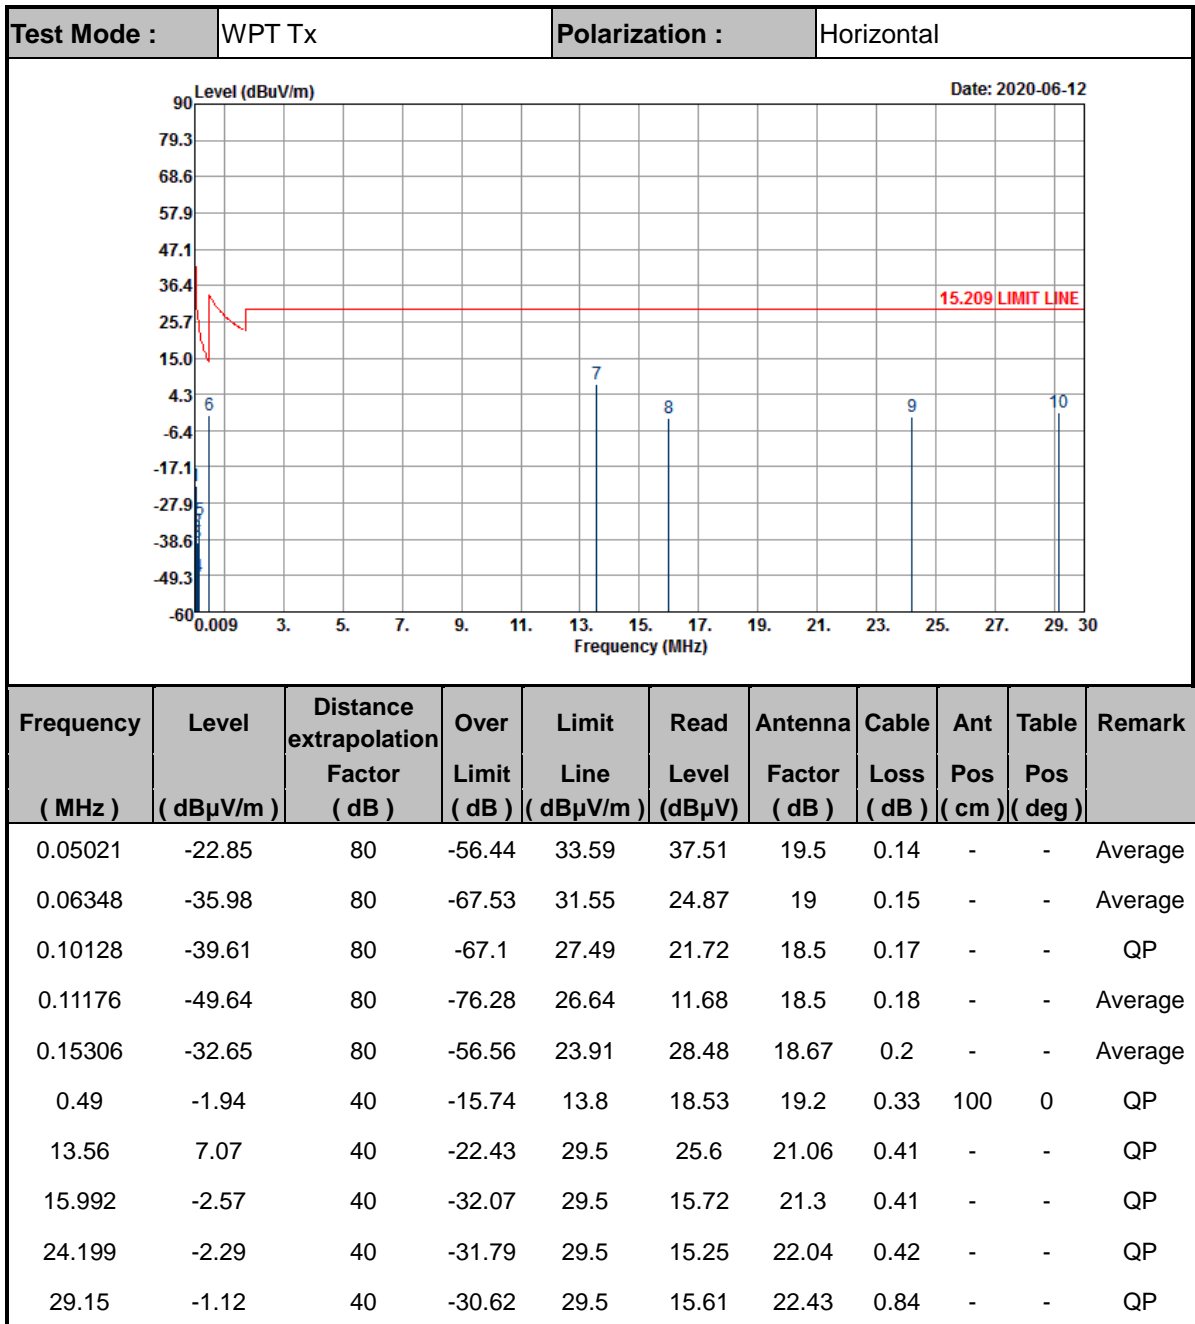 Test Mode : WPT Tx Polarization : Horizontal
Level (dBuV/m) Date: 2020-06-12
90
79.3
68.6
57.9
47.1
36.4
15.209 LIMIT LINE
25.7
15.0
7
4.3
6 8 9 10
-6.4
-17.1
-27.9
5
-38.6
-49.3
-60
0.009 3. 5. 7. 9. 11. 13. 15. 17. 19. 21. 23. 25. 27. 29. 30
Frequency (MHz)
Frequency Level Distance extrapolation Factor Over Limit Limit Line Read Level Antenna Factor Cable Loss Ant Pos Table Pos Remark
( MHz ) ( dBµV/m ) ( dB ) ( dB ) ( dBµV/m ) (dBµV) ( dB ) ( dB ) ( cm ) ( deg )
0.05021 -22.85 80 -56.44 33.59 37.51 19.5 0.14 - - Average
0.06348 -35.98 80 -67.53 31.55 24.87 19 0.15 - - Average
0.10128 -39.61 80 -67.1 27.49 21.72 18.5 0.17 - - QP
0.11176 -49.64 80 -76.28 26.64 11.68 18.5 0.18 - - Average
0.15306 -32.65 80 -56.56 23.91 28.48 18.67 0.2 - - Average
0.49 -1.94 40 -15.74 13.8 18.53 19.2 0.33 100 0 QP
13.56 7.07 40 -22.43 29.5 25.6 21.06 0.41 - - QP
15.992 -2.57 40 -32.07 29.5 15.72 21.3 0.41 - - QP
24.199 -2.29 40 -31.79 29.5 15.25 22.04 0.42 - - QP
29.15 -1.12 40 -30.62 29.5 15.61 22.43 0.84 - - QP